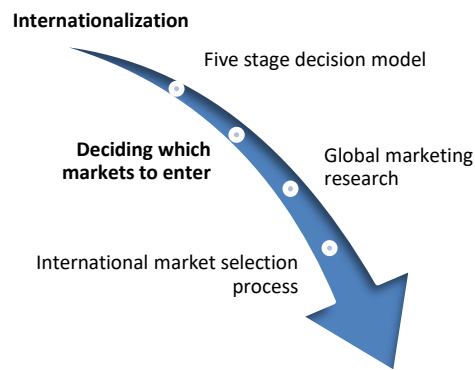 Internationalization
Five stage decision model
Deciding which
markets to enter
Global marketing
research
International market selection
process